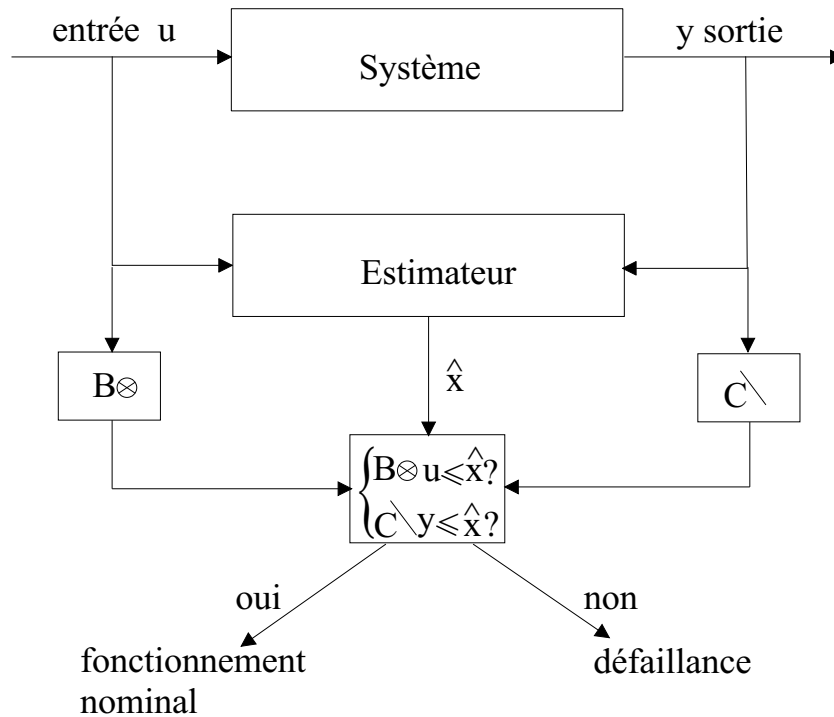 entrée u
y sortie
Système
Estimateur
B⊗
x̂
C\
B⊗u⩽x̂?
C\y⩽x̂?
oui
non
fonctionnement
nominal
défaillance